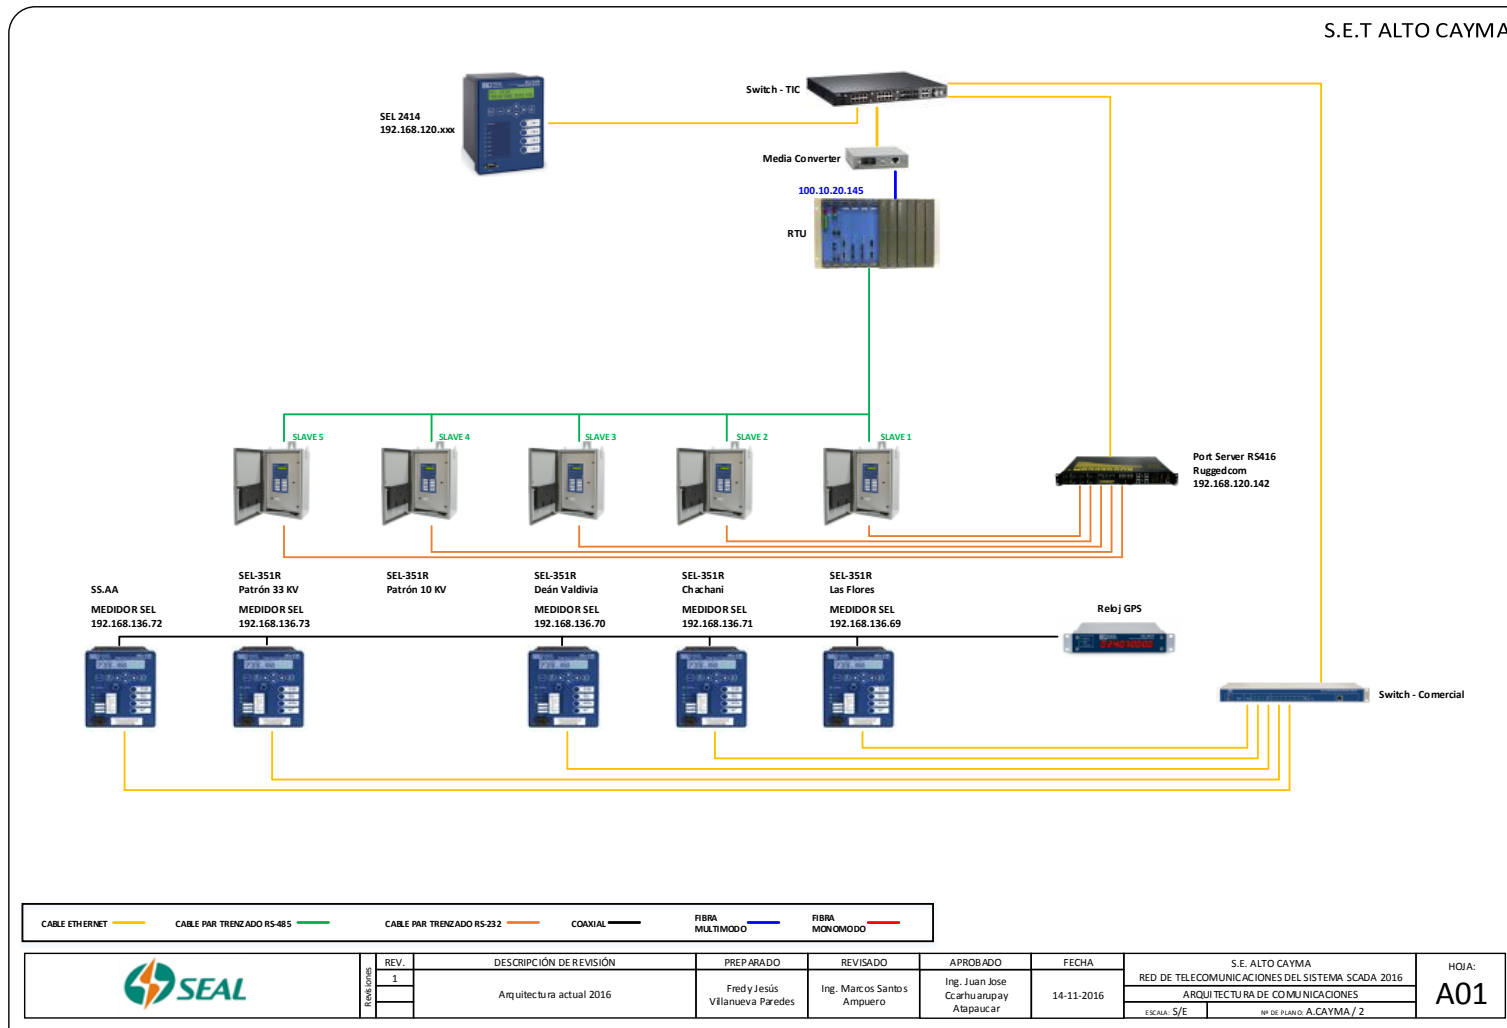 S.E.T ALTO CAYMA
Switch - TIC
SEL 2414
192.168.120.xxx
Media Converter
100.10.20.145
RTU
SLAVE 5
SLAVE 4
SLAVE 3
SLAVE 2
SLAVE 1
Port Server RS416
Ruggedcom
192.168.120.142
SS.AA
MEDIDOR SEL
192.168.136.72
SEL-351R
Patrón 33 KV
MEDIDOR SEL
192.168.136.73
SEL-351R
Patrón 10 KV
SEL-351R
Deán Valdivia
MEDIDOR SEL
192.168.136.70
SEL-351R
Chachani
MEDIDOR SEL
192.168.136.71
SEL-351R
Las Flores
MEDIDOR SEL
192.168.136.69
Reloj GPS
Switch - Comercial
CABLE ETHERNET
CABLE PAR TRENZADO RS-485
CABLE PAR TRENZADO RS-232
COAXIAL
FIBRA
MULTIMODO
FIBRA
MONOMODO
SEAL
Revisiones
REV.
1
DESCRIPCIÓN DE REVISIÓN
Arquitectura actual 2016
PREPARADO
Fredy Jesús
Villanueva Paredes
REVISADO
Ing. Marcos Santos
Ampuero
APROBADO
Ing. Juan Jose
Ccarhuarupay
Atapaucar
FECHA
14-11-2016
S.E. ALTO CAYMA
RED DE TELECOMUNICACIONES DEL SISTEMA SCADA 2016
ARQUITECTURA DE COMUNICACIONES
ESCALA: S/E
Nº DE PLANO: A.CAYMA / 2
HOJA:
A01